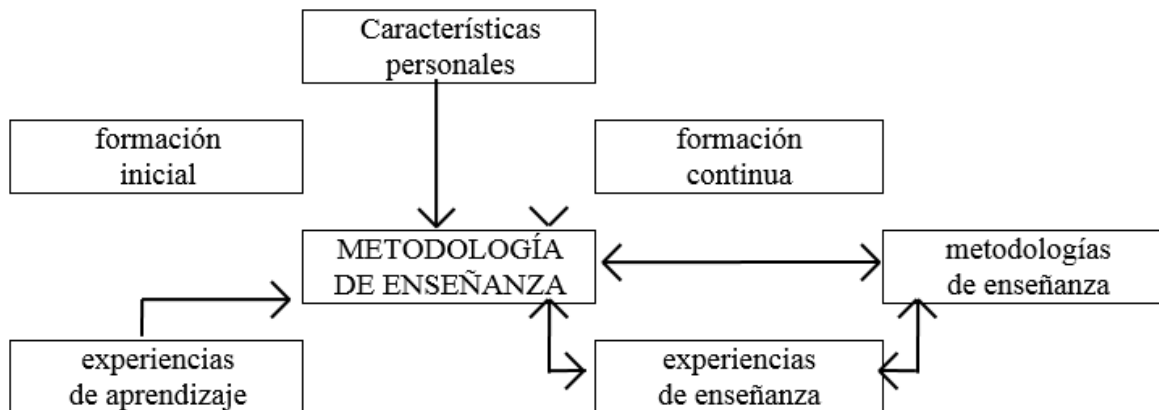 Características
personales
formación
inicial
formación
continua
METODOLOGÍA
DE ENSEÑANZA
metodologías
de enseñanza
experiencias
de aprendizaje
experiencias
de enseñanza